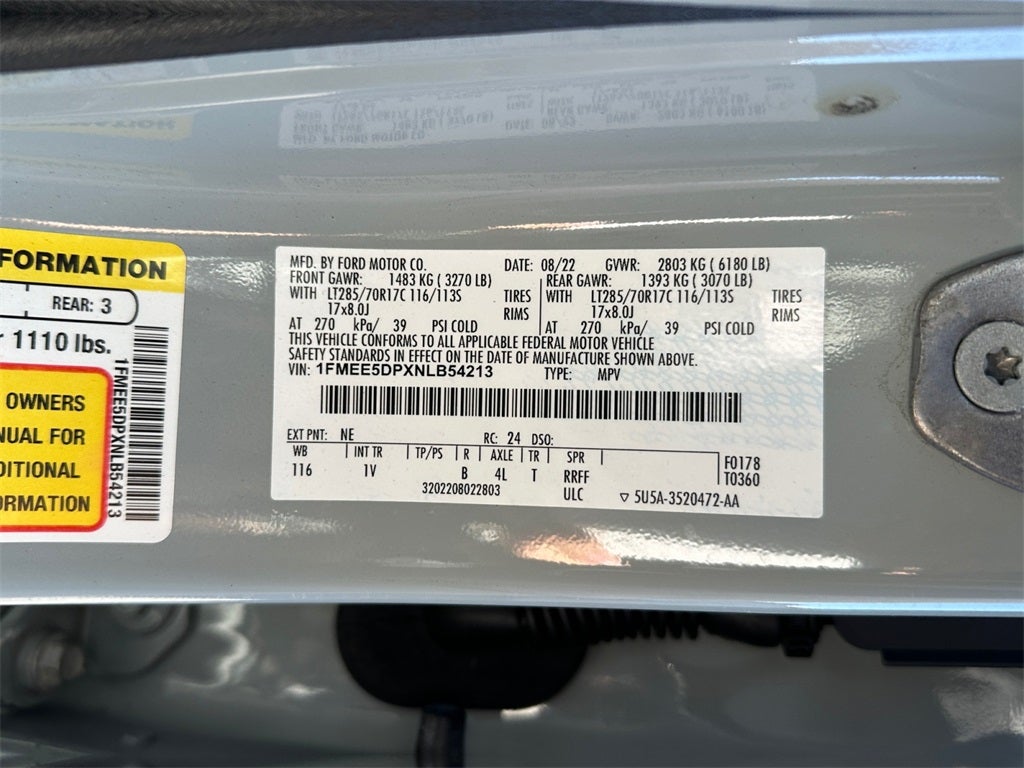 FORMATION
REAR: 3
1110 lbs.
OWNERS
NUAL FOR
DITIONAL
ORMATION
1FMEE5DPXNLB54213
MFG. BY FORD MOTOR CO. DATE: 08/22 GVWR: 2803 KG ( 6180 LB)
FRONT GAWR: 1483 KG ( 3270 LB) REAR GAWR: 1393 KG ( 3070 LB)
WITH LT285/70R17C 116/113S TIRES WITH LT285/70R17C 116/113S TIRES
17x8.0J RIMS 17x8.0J RIMS
AT 270 kPa/ 39 PSI COLD AT 270 kPa/ 39 PSI COLD
THIS VEHICLE CONFORMS TO ALL APPLICABLE FEDERAL MOTOR VEHICLE
SAFETY STANDARDS IN EFFECT ON THE DATE OF MANUFACTURE SHOWN ABOVE.
VIN: 1FMEE5DPXNLB54213 TYPE: MPV
EXT PNT: NE RC: 24 DSO:
WB INT TR TP/PS R AXLE TR SPR F0178
116 1V B 4L T RRFF T0360
3202208022803 ULC ▽ 5U5A-3520472-AA